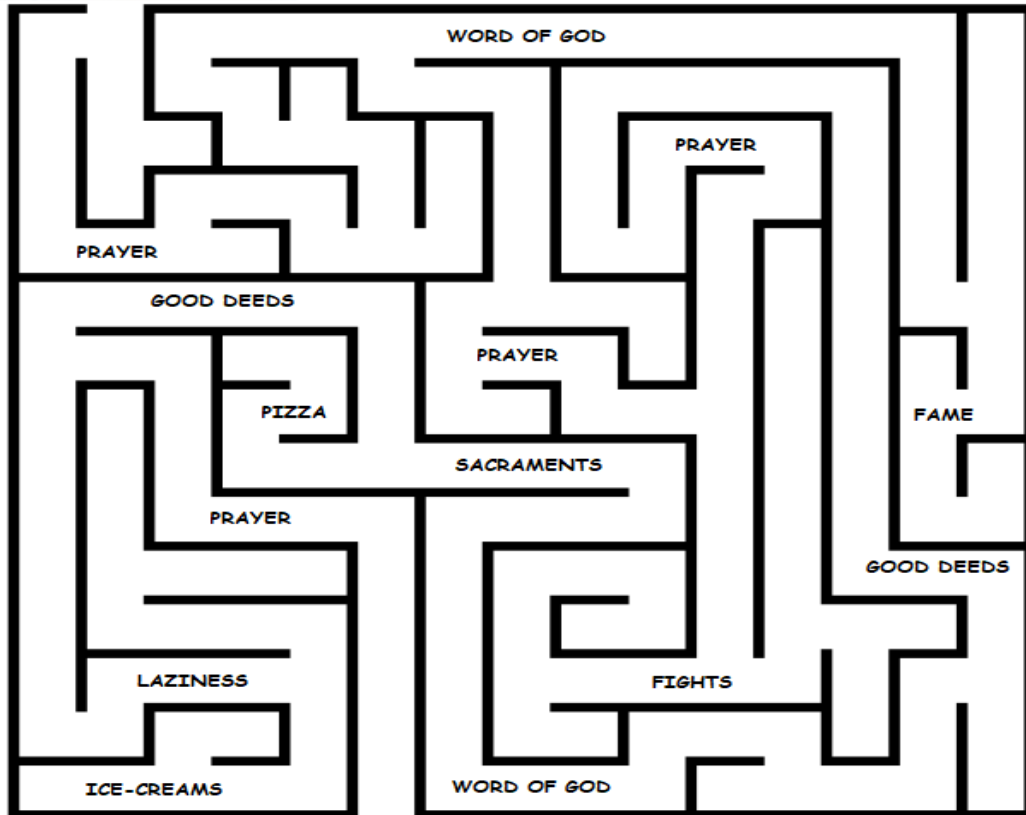 WORD OF GOD
PRAYER
PRAYER
GOOD DEEDS
PRAYER
PIZZA
FAME
SACRAMENTS
PRAYER
GOOD DEEDS
LAZINESS
FIGHTS
ICE-CREAMS
WORD OF GOD